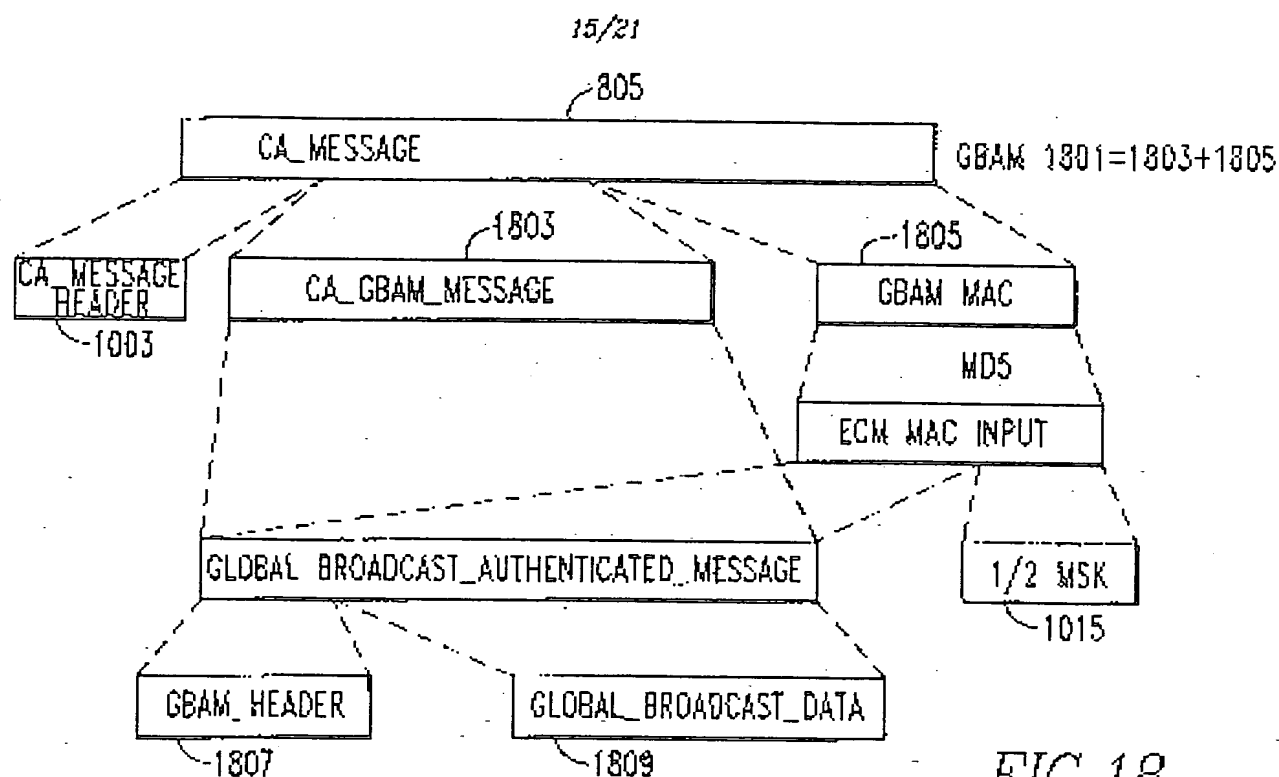 15/21
805
CA_MESSAGE
GBAM 1801=1803+1805
1803
1805
CA_MESSAGE
HEADER
CA_GBAM_MESSAGE
GBAM MAC
1003
MD5
ECM MAC INPUT
GLOBAL BROADCAST_AUTHENTICATED_MESSAGE
1/2 MSK
1015
GBAM_HEADER
GLOBAL_BROADCAST_DATA
1807
1809
FIG.18